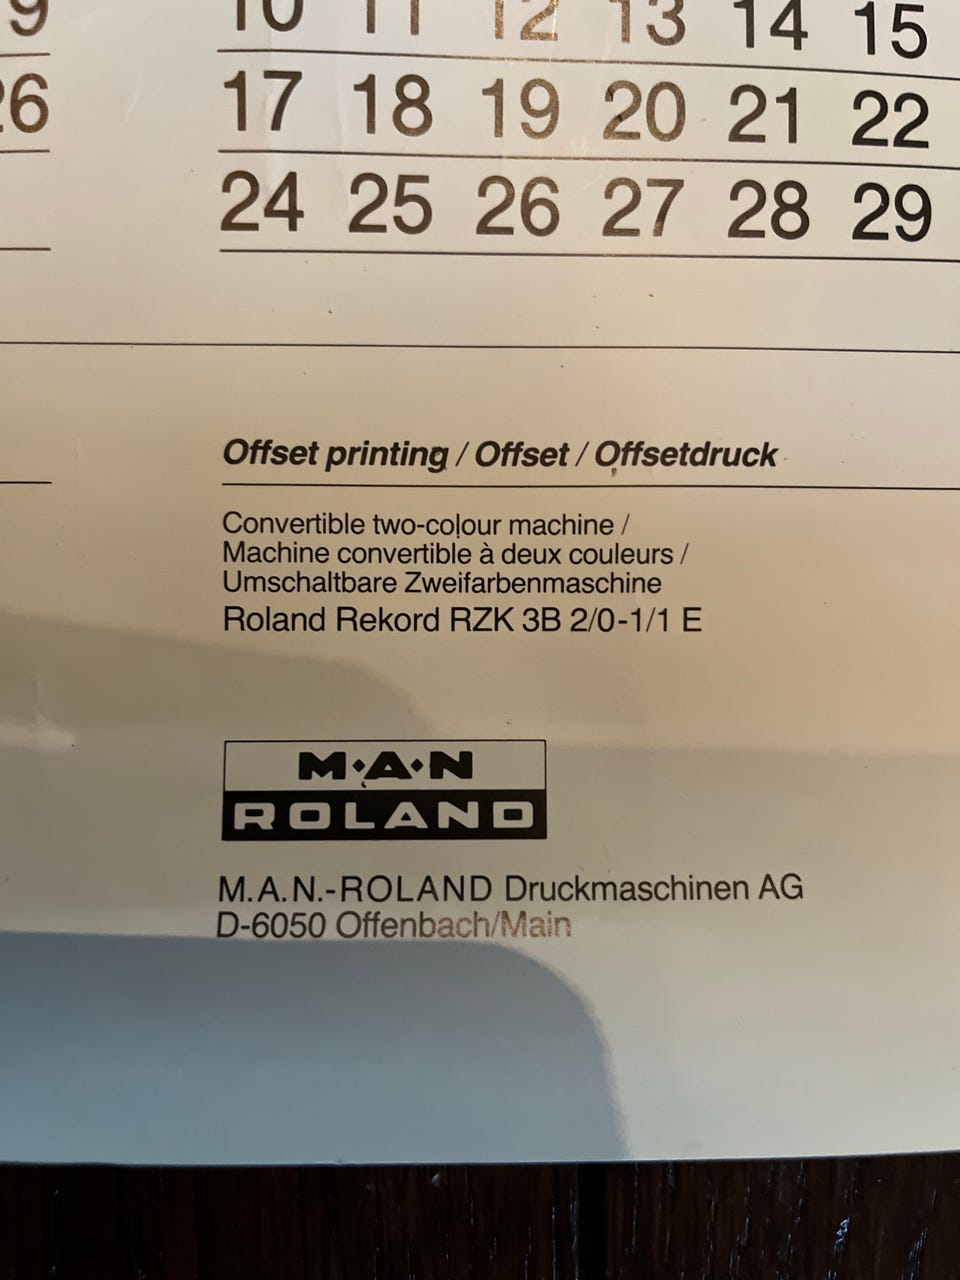 9 10 11 12 13 14 15
26 17 18 19 20 21 22
24 25 26 27 28 29
Offset printing / Offset / Offsetdruck
Convertible two-colour machine /
Machine convertible à deux couleurs /
Umschaltbare Zweifarbenmaschine
Roland Rekord RZK 3B 2/0-1/1 E
M·A·N
ROLAND
M.A.N.-ROLAND Druckmaschinen AG
D-6050 Offenbach/Main